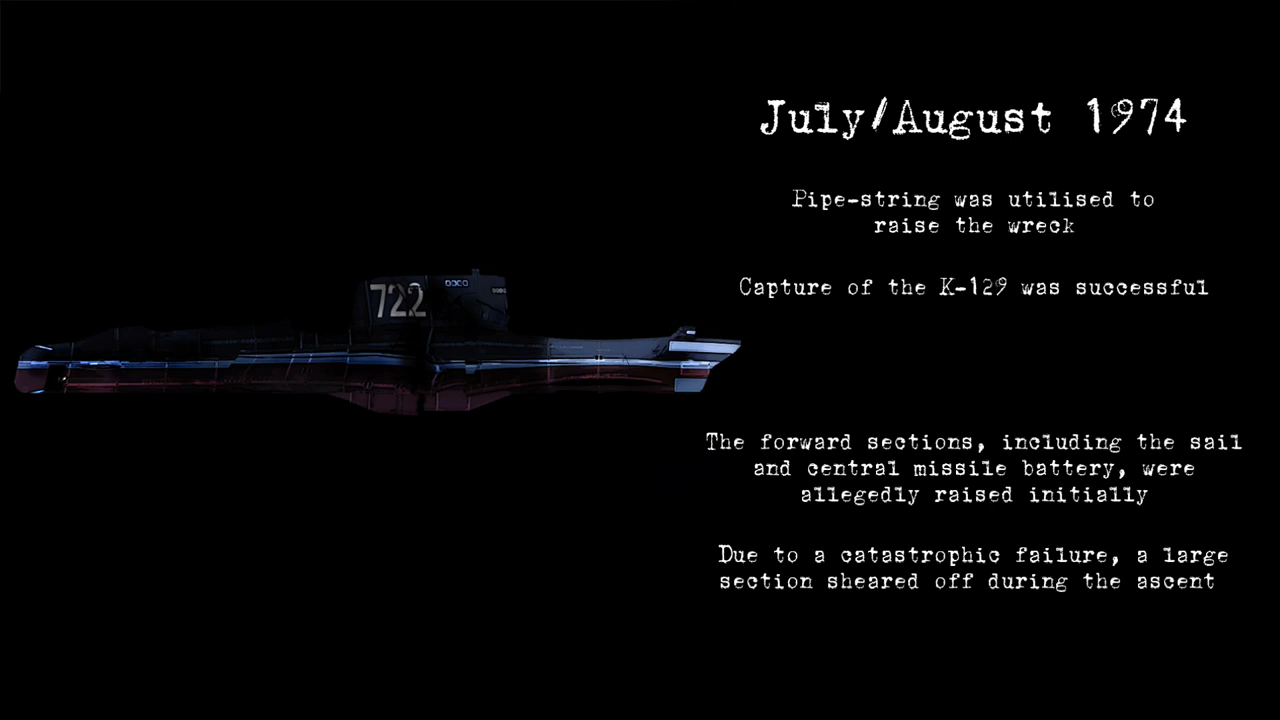 July/August 1974
Pipe-string was utilised to
raise the wreck
Capture of the K-129 was successful
722
The forward sections, including the sail
and central missile battery, were
allegedly raised initially
Due to a catastrophic failure, a large
section sheared off during the ascent